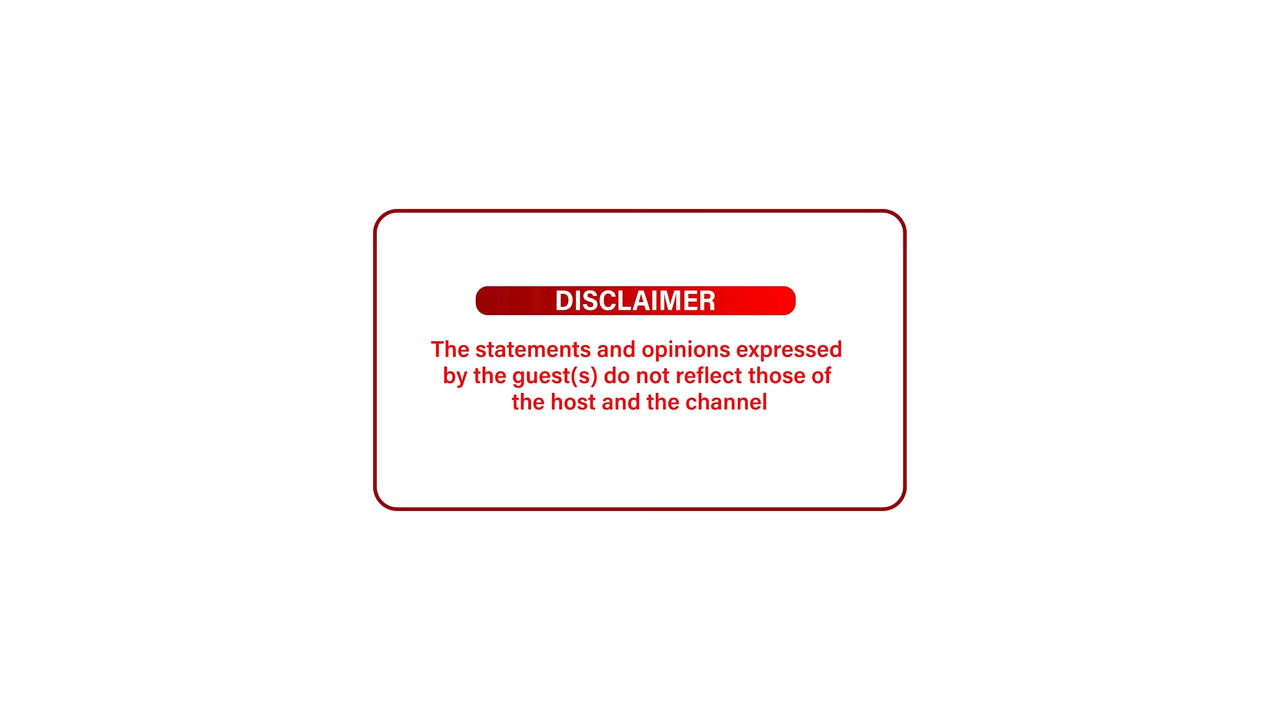 DISCLAIMER
The statements and opinions expressed
by the guest(s) do not reflect those of
the host and the channel